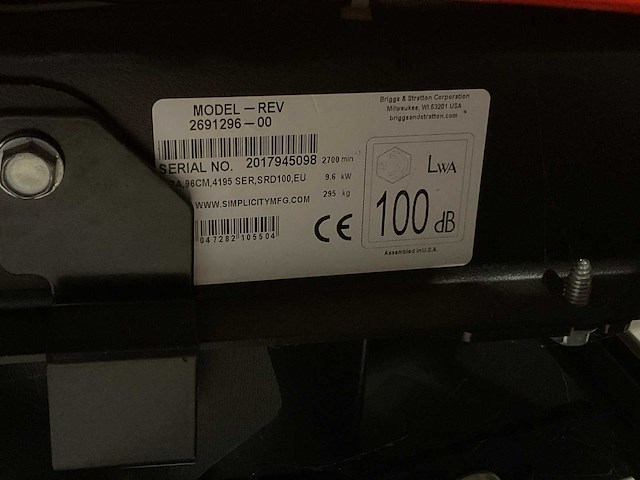 MODEL - REV
2691296-00
SERIAL NO. 2017945098
2700 min
96CM,4195 SER,SRD100,EU
9.6 kW
295 kg
WWW.SIMPLICITYMFG.COM
047282 105504
CE
Briggs & Stratton Corporation
Milwaukee, WI 53201 USA
briggsandstratton.com
LWA
100 dB
Assembled in U.S.A.